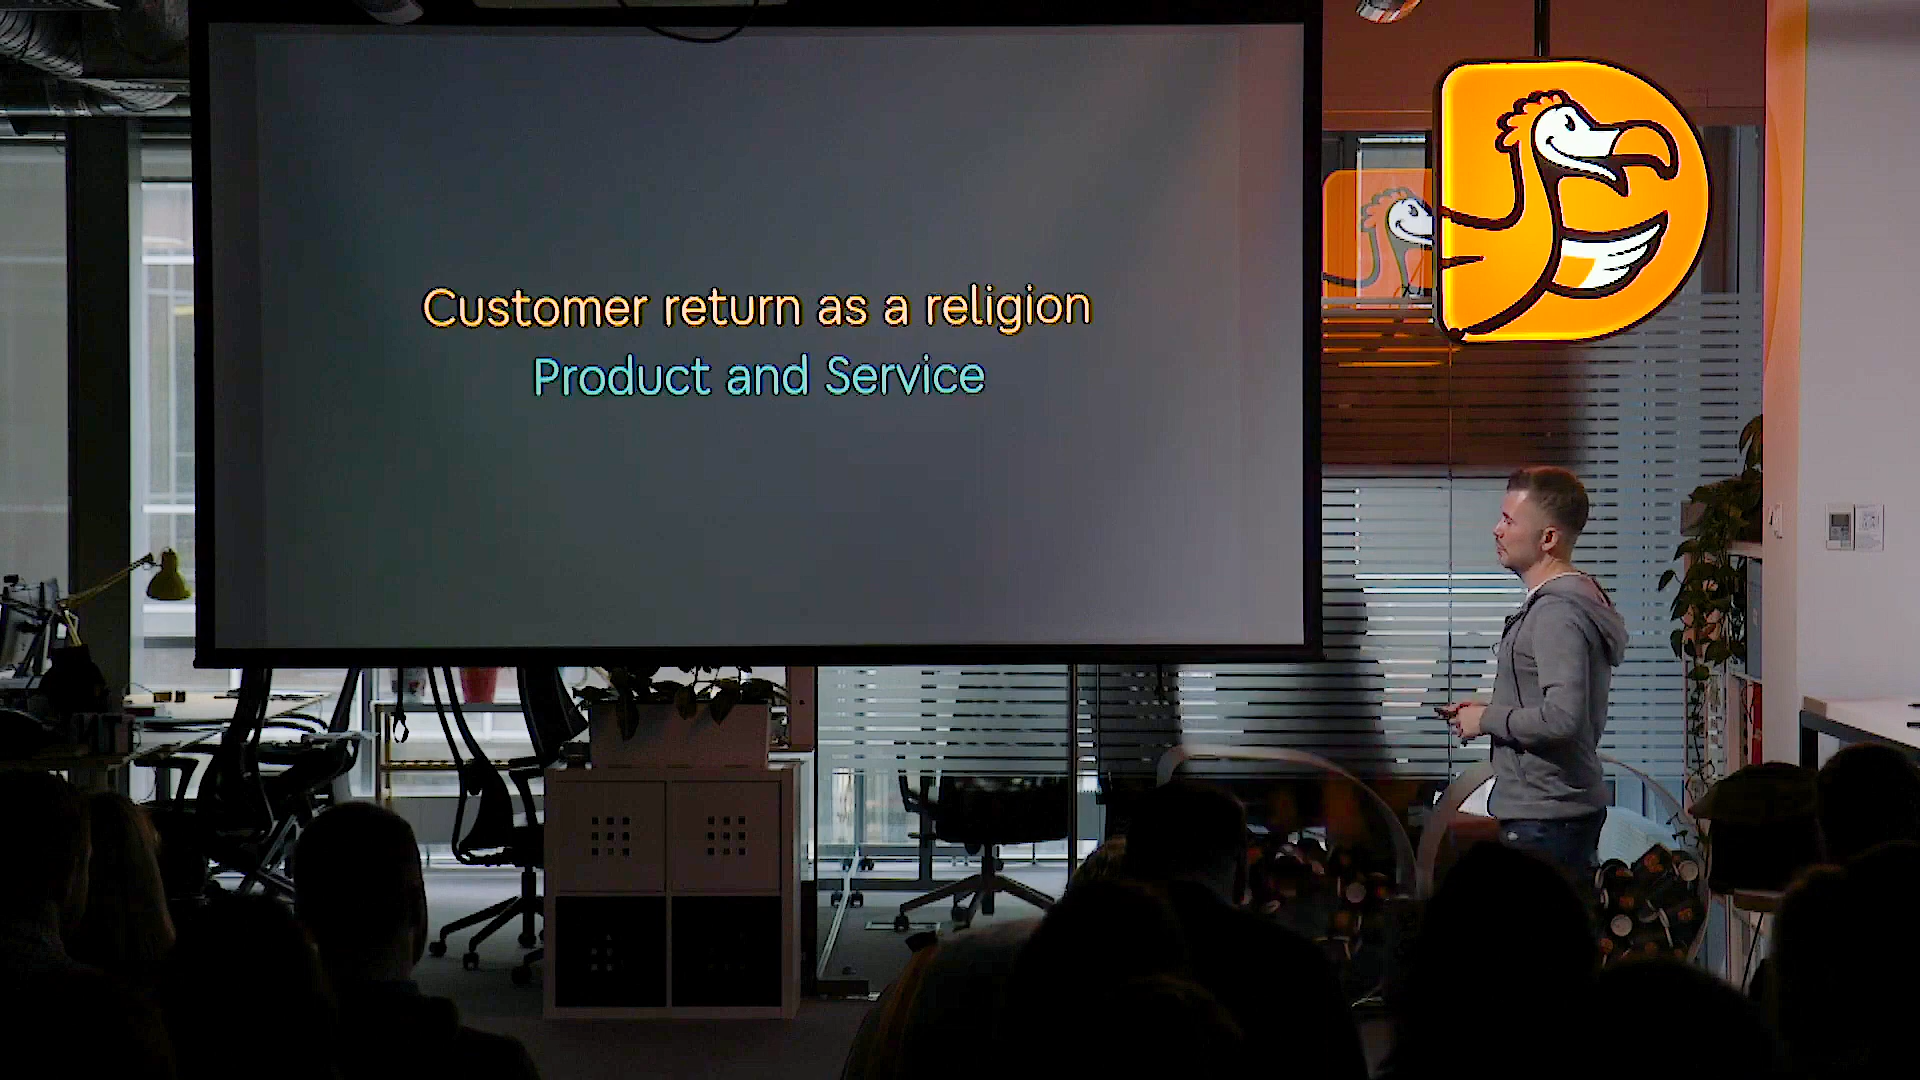 Customer return as a religion
Product and Service